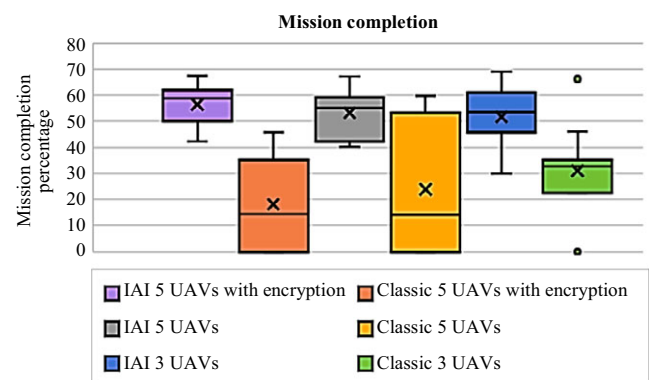 Mission completion
Mission completion
percentage
80
70
60
50
40
30
20
10
0
IAI 5 UAVs with encryption
Classic 5 UAVs with encryption
IAI 5 UAVs
Classic 5 UAVs
IAI 3 UAVs
Classic 3 UAVs